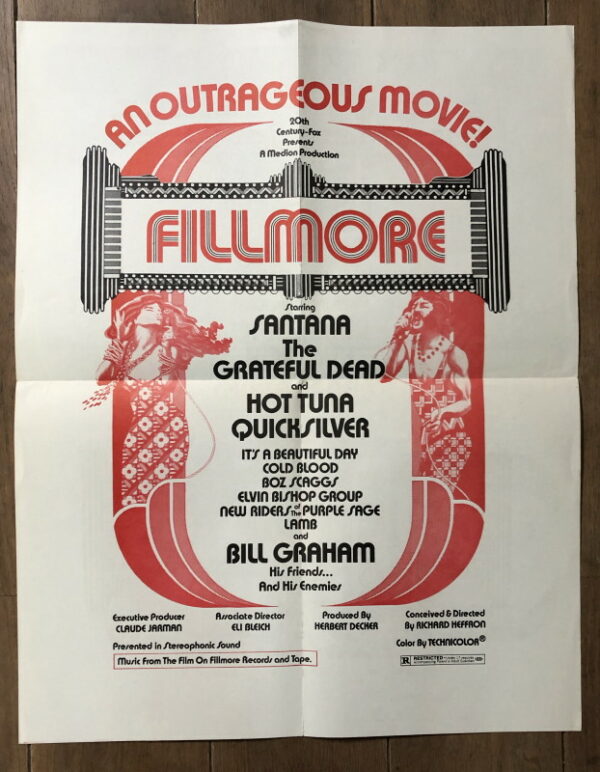 AN OUTRAGEOUS MOVIE!
20th
Century-Fox
Presents
A Medion Production
FILLMORE
Starring
SANTANA
The
GRATEFUL DEAD
and
HOT TUNA
QUICKSILVER
IT'S A BEAUTIFUL DAY
COLD BLOOD
BOZ SCAGGS
ELVIN BISHOP GROUP
NEW RIDERS of The PURPLE SAGE
LAMB
and
BILL GRAHAM
His Friends...
And His Enemies
Executive Producer
CLAUDE JARMAN
Associate Director
ELI BLEICH
Produced By
HERBERT DECKER
Conceived & Directed
By RICHARD HEFFRON
Presented in Stereophonic Sound
Color By TECHNICOLOR®
Music From The Film On Fillmore Records and Tape.
R RESTRICTED